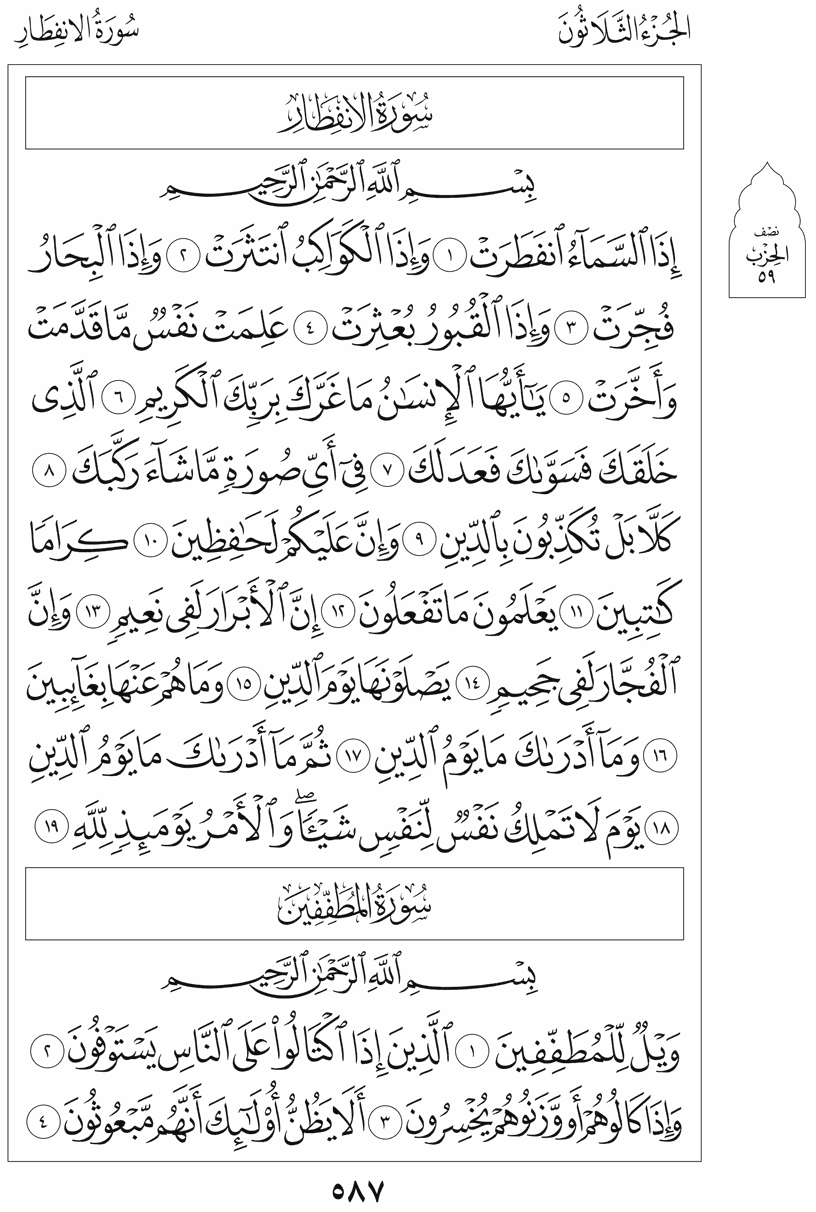 الجُزْءُ الثَّلَاثُونَ
سُورَةُ الانفِطَارِ
سُورَةُ الانفِطَارِ
بِسْمِ ٱللَّهِ ٱلرَّحْمَٰنِ ٱلرَّحِيمِ
إِذَا ٱلسَّمَآءُ ٱنفَطَرَتْ ١ وَإِذَا ٱلْكَوَاكِبُ ٱنتَثَرَتْ ٢ وَإِذَا ٱلْبِحَارُ
نصْف
الحِزْب
٥٩
فُجِّرَتْ ٣ وَإِذَا ٱلْقُبُورُ بُعْثِرَتْ ٤ عَلِمَتْ نَفْسٌ مَّا قَدَّمَتْ
وَأَخَّرَتْ ٥ يَٰٓأَيُّهَا ٱلْإِنسَٰنُ مَا غَرَّكَ بِرَبِّكَ ٱلْكَرِيمِ ٦ ٱلَّذِى
خَلَقَكَ فَسَوَّىٰكَ فَعَدَلَكَ ٧ فِىٓ أَىِّ صُورَةٍ مَّا شَآءَ رَكَّبَكَ ٨
كَلَّا بَلْ تُكَذِّبُونَ بِٱلدِّينِ ٩ وَإِنَّ عَلَيْكُمْ لَحَٰفِظِينَ ١٠ كِرَامًا
كَٰتِبِينَ ١١ يَعْلَمُونَ مَا تَفْعَلُونَ ١٢ إِنَّ ٱلْأَبْرَارَ لَفِى نَعِيمٍ ١٣ وَإِنَّ
ٱلْفُجَّارَ لَفِى جَحِيمٍ ١٤ يَصْلَوْنَهَا يَوْمَ ٱلدِّينِ ١٥ وَمَا هُمْ عَنْهَا بِغَآئِبِينَ
١٦ وَمَآ أَدْرَىٰكَ مَا يَوْمُ ٱلدِّينِ ١٧ ثُمَّ مَآ أَدْرَىٰكَ مَا يَوْمُ ٱلدِّينِ
١٨ يَوْمَ لَا تَمْلِكُ نَفْسٌ لِّنَفْسٍ شَيْـًٔا ۖ وَٱلْأَمْرُ يَوْمَئِذٍ لِّلَّهِ ١٩
سُورَةُ المُطَفِّفِينَ
بِسْمِ ٱللَّهِ ٱلرَّحْمَٰنِ ٱلرَّحِيمِ
وَيْلٌ لِّلْمُطَفِّفِينَ ١ ٱلَّذِينَ إِذَا ٱكْتَالُوا۟ عَلَى ٱلنَّاسِ يَسْتَوْفُونَ ٢
وَإِذَا كَالُوهُمْ أَو وَّزَنُوهُمْ يُخْسِرُونَ ٣ أَلَا يَظُنُّ أُو۟لَٰٓئِكَ أَنَّهُم مَّبْعُوثُونَ ٤
٥٨٧